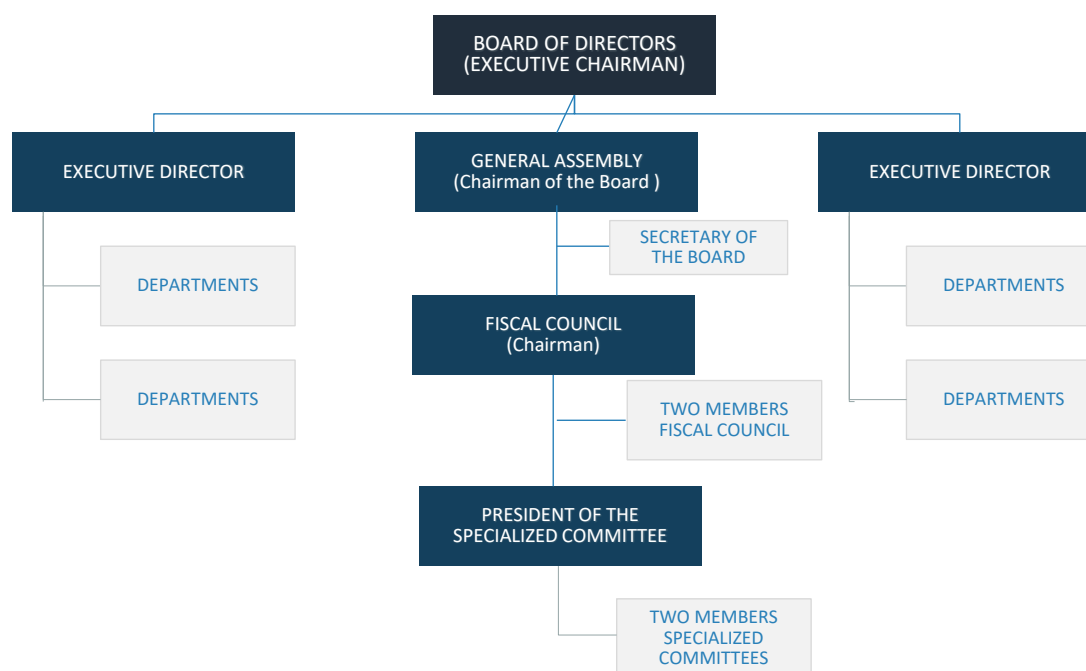 BOARD OF DIRECTORS
(EXECUTIVE CHAIRMAN)
EXECUTIVE DIRECTOR
GENERAL ASSEMBLY
(Chairman of the Board )
EXECUTIVE DIRECTOR
SECRETARY OF
THE BOARD
DEPARTMENTS
DEPARTMENTS
FISCAL COUNCIL
(Chairman)
DEPARTMENTS
DEPARTMENTS
TWO MEMBERS
FISCAL COUNCIL
PRESIDENT OF THE
SPECIALIZED COMMITTEE
TWO MEMBERS
SPECIALIZED
COMMITTEES